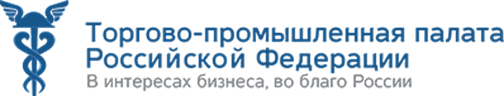 Торгово-промышленная палата
Российской Федерации
В интересах бизнеса, во благо России